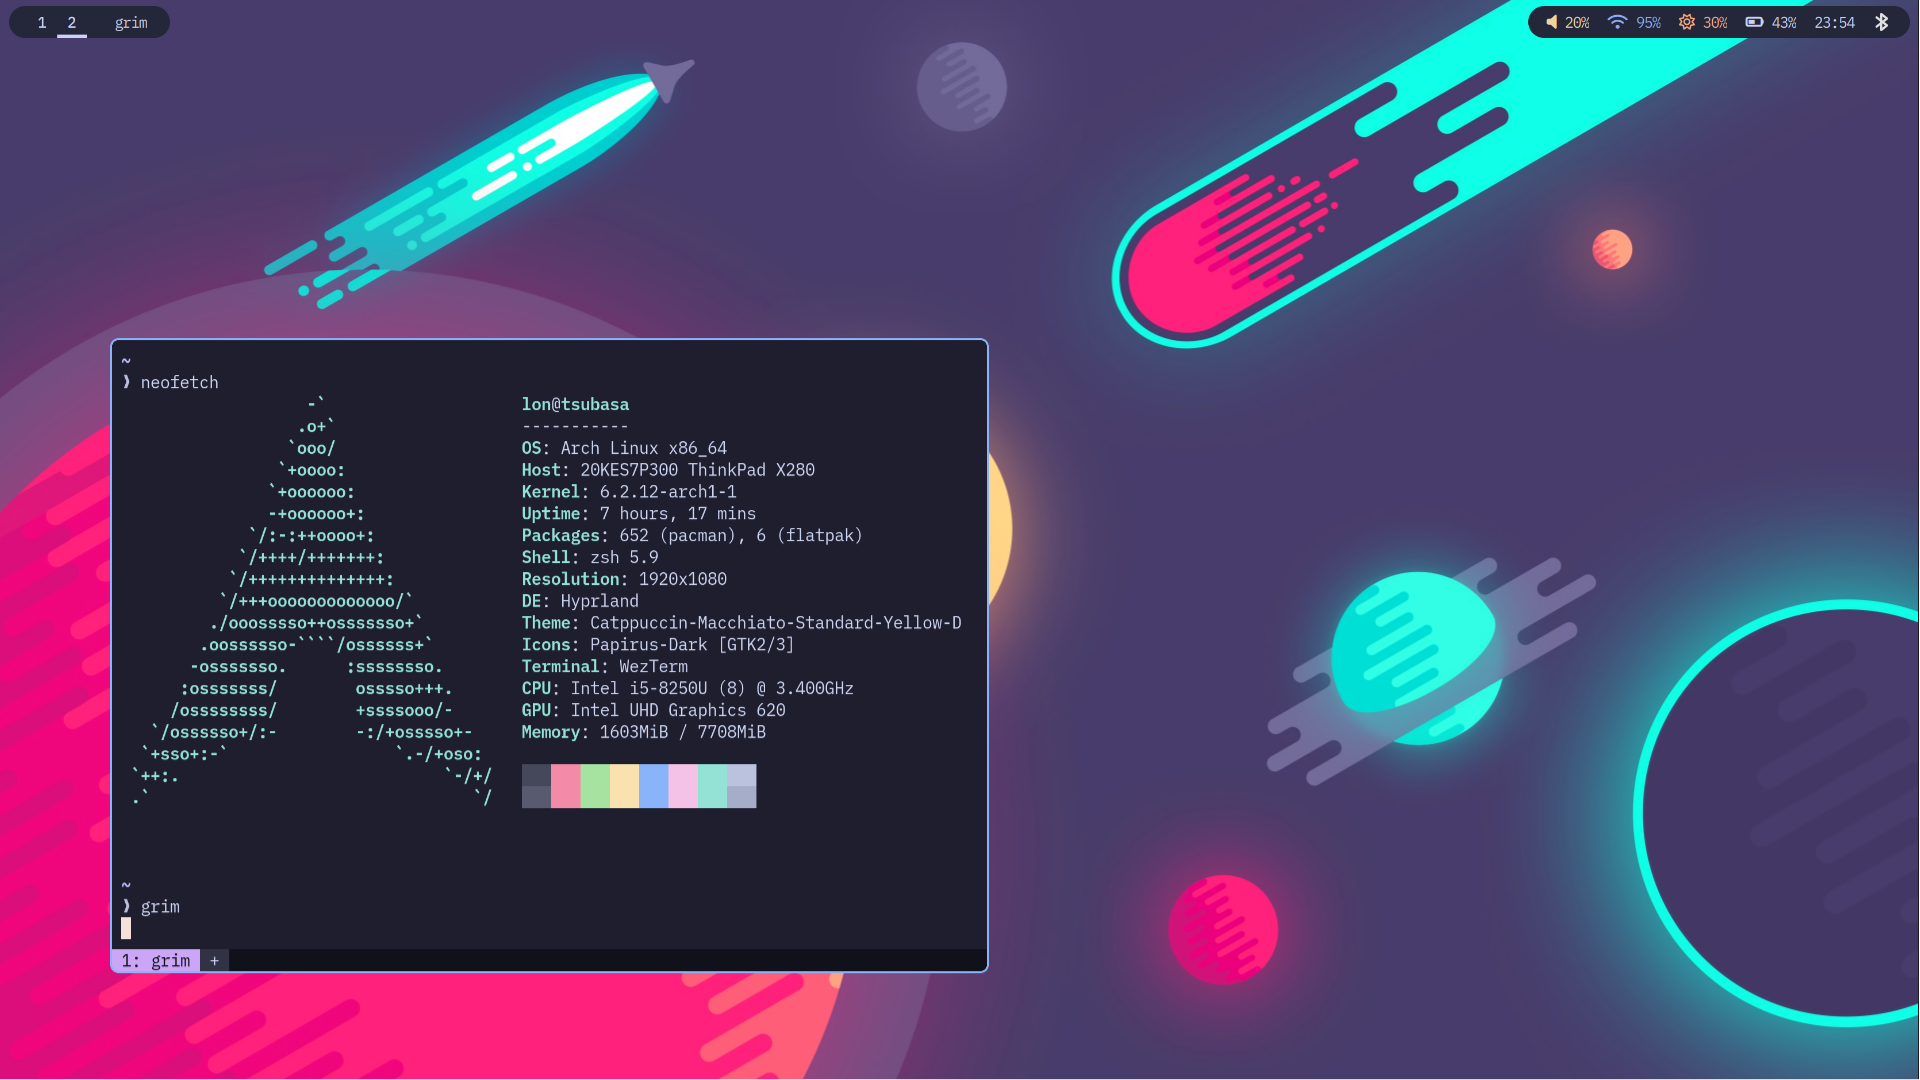 1 2 grim
20% 95% 30% 43% 23:54
~
❫ neofetch
-`
.o+`
`ooo/
`+oooo:
`+oooooo:
-+oooooo+:
`/:-:++oooo+:
`/++++/+++++++:
`/++++++++++++++:
`/+++ooooooooooooo/`
./ooosssso++osssssso+`
.oossssso-````/ossssss+`
-osssssso.      :ssssssso.
:osssssss/        osssso+++.
/ossssssss/        +ssssooo/-
`/ossssso+/:-        -:/+osssso+-
`+sso+:-`                 `.-/+oso:
`++:.                           `-/+/
.`                                 `/
lon@tsubasa
-----------
OS: Arch Linux x86_64
Host: 20KES7P300 ThinkPad X280
Kernel: 6.2.12-arch1-1
Uptime: 7 hours, 17 mins
Packages: 652 (pacman), 6 (flatpak)
Shell: zsh 5.9
Resolution: 1920x1080
DE: Hyprland
Theme: Catppuccin-Macchiato-Standard-Yellow-D
Icons: Papirus-Dark [GTK2/3]
Terminal: WezTerm
CPU: Intel i5-8250U (8) @ 3.400GHz
GPU: Intel UHD Graphics 620
Memory: 1603MiB / 7708MiB
~
❫ grim
1: grim +